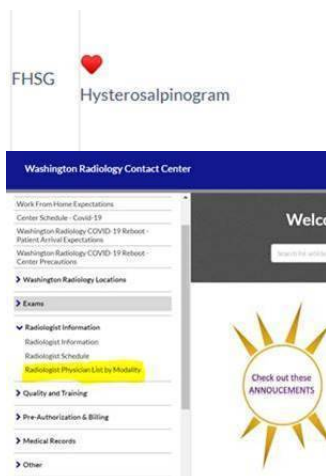 FHSG
Hysterosalpinogram
Washington Radiology Contact Center
Work From Home Expectations
Center Schedule - Covid-19
Washington Radiology COVID-19 Reboot -
Patient Arrival Expectations
Washington Radiology COVID-19 Reboot -
Center Precautions
Washington Radiology Locations
Exams
Radiologist Information
Radiologist Information
Radiologist Schedule
Radiologist Physician List by Modality
Quality and Training
Pre-Authorization & Billing
Medical Records
Other
Welco
Check out these
ANNOUCEMENTS